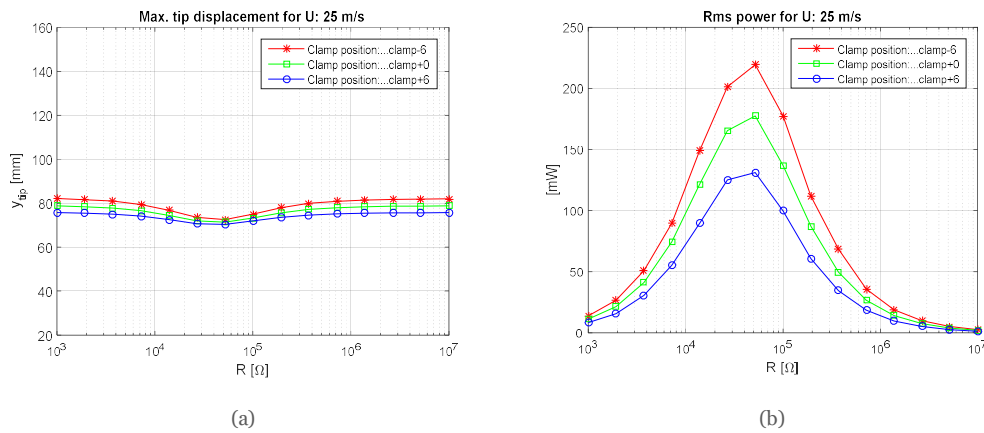 Max. tip displacement for U: 25 m/s
160
140
120
100
80
60
40
20
y_tip [mm]
Clamp position:...clamp-6
Clamp position:...clamp+0
Clamp position:...clamp+6
10^3 10^4 10^5 10^6 10^7
R [Ω]
(a)
Rms power for U: 25 m/s
250
200
150
100
50
0
[mW]
Clamp position:...clamp-6
Clamp position:...clamp+0
Clamp position:...clamp+6
10^3 10^4 10^5 10^6 10^7
R [Ω]
(b)